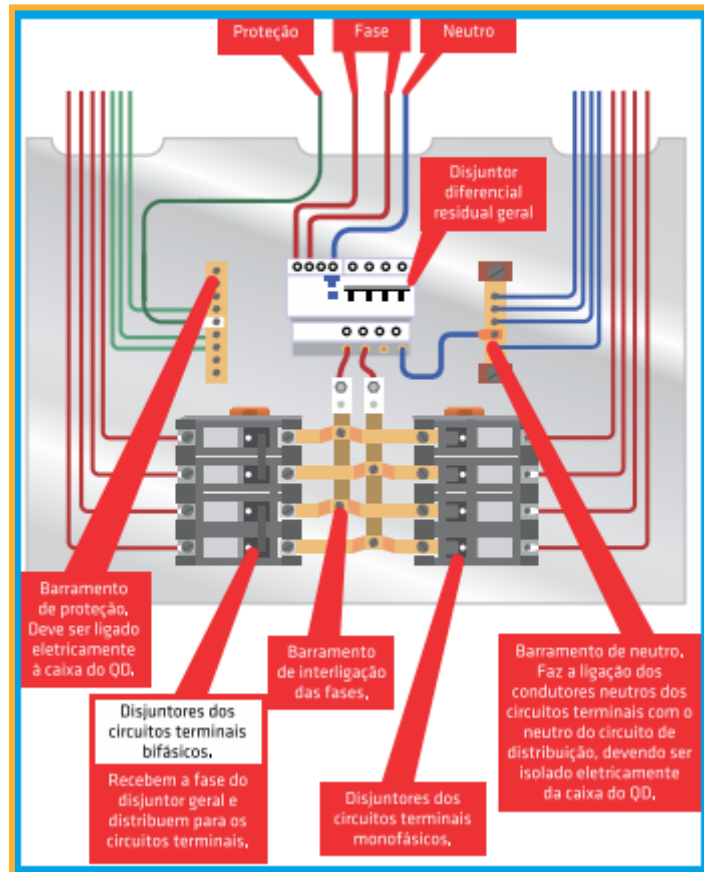 Proteção
Fase
Neutro
Disjuntor
diferencial
residual geral
Barramento
de proteção.
Deve ser ligado
eletricamente
à caixa do QD.
Barramento
de interligação
das fases.
Barramento de neutro.
Faz a ligação dos
condutores neutros dos
circuitos terminais com o
neutro do circuito de
distribuição, devendo ser
isolado eletricamente
da caixa do QD.
Disjuntores dos
circuitos terminais
bifásicos.
Recebem a fase do
disjuntor geral e
distribuem para os
circuitos terminais.
Disjuntores dos
circuitos terminais
monofásicos.